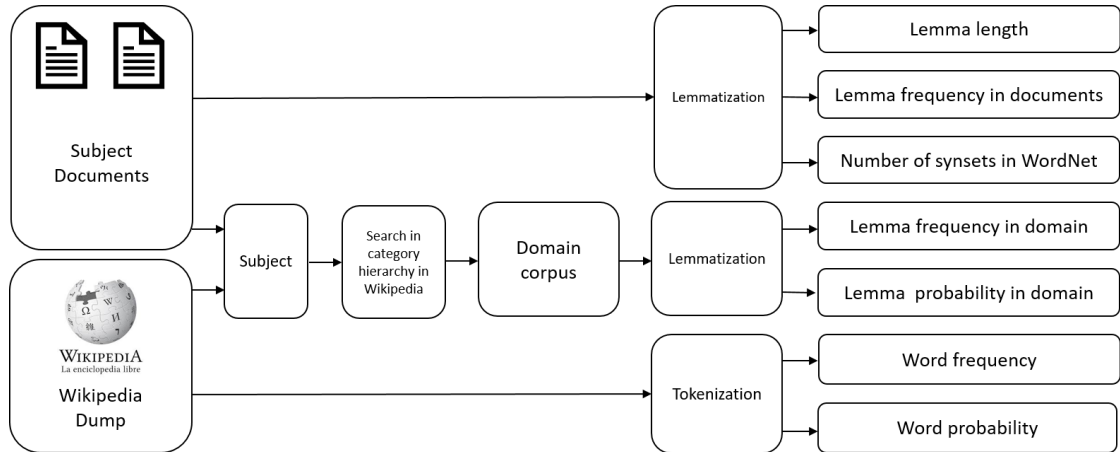 Subject
Documents
Lemmatization
Lemma length
Lemma frequency in documents
Number of synsets in WordNet
Subject
Search in
category
hierarchy in
Wikipedia
Domain
corpus
Lemmatization
Lemma frequency in domain
Lemma probability in domain
WIKIPEDIA
La enciclopedia libre
Wikipedia
Dump
Tokenization
Word frequency
Word probability